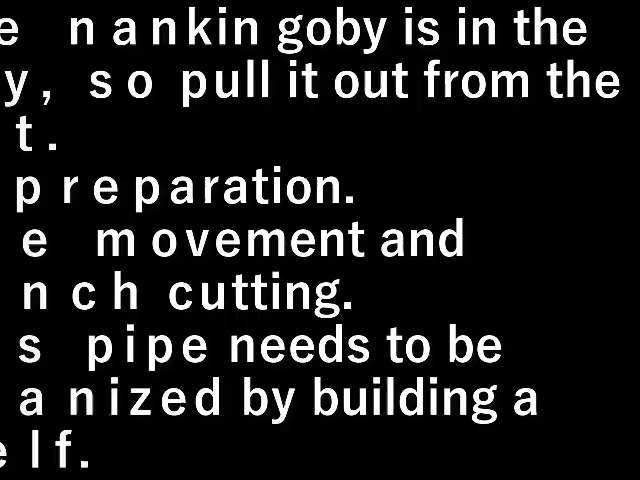 e nankin goby is in the
y, so pull it out from the
t.
preparation.
e movement and
nch cutting.
s pipe needs to be
anized by building a
elf.